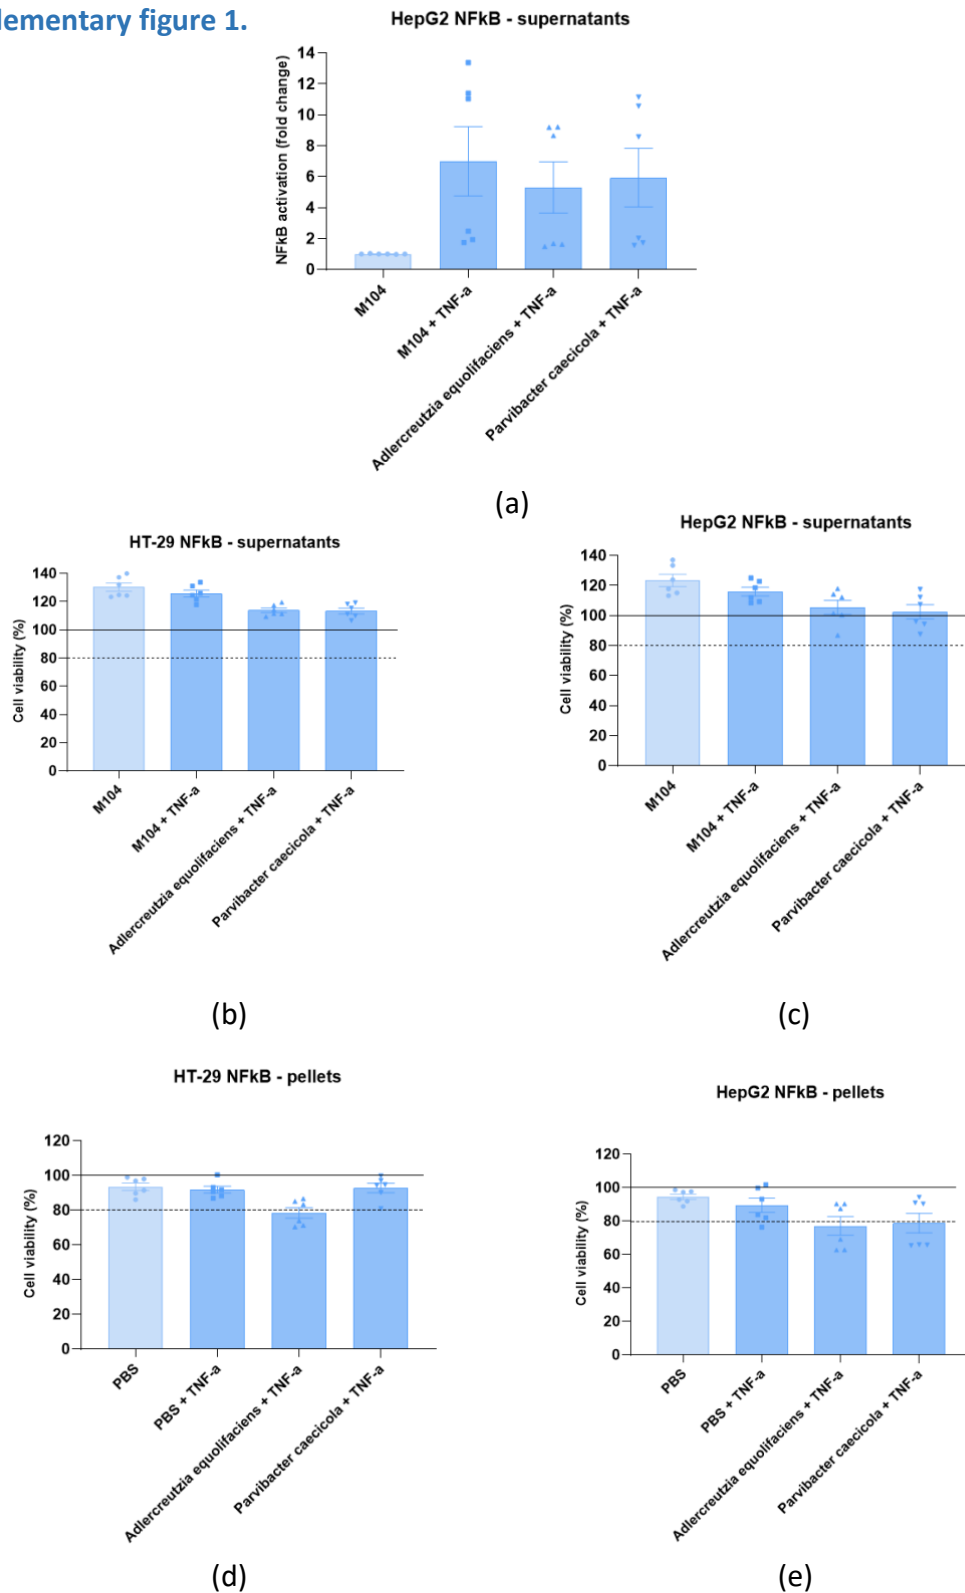 lementary figure 1.
HepG2 NFkB - supernatants
NFkB activation (fold change)
14
12
10
8
6
4
2
0
M104
M104 + TNF-a
Adlercreutzia equolifaciens + TNF-a
Parvibacter caecicola + TNF-a
(a)
HT-29 NFkB - supernatants
Cell viability (%)
140
120
100
80
60
40
20
0
M104
M104 + TNF-a
Adlercreutzia equolifaciens + TNF-a
Parvibacter caecicola + TNF-a
(b)
HepG2 NFkB - supernatants
Cell viability (%)
140
120
100
80
60
40
20
0
M104
M104 + TNF-a
Adlercreutzia equolifaciens + TNF-a
Parvibacter caecicola + TNF-a
(c)
HT-29 NFkB - pellets
Cell viability (%)
120
100
80
60
40
20
0
PBS
PBS + TNF-a
Adlercreutzia equolifaciens + TNF-a
Parvibacter caecicola + TNF-a
(d)
HepG2 NFkB - pellets
Cell viability (%)
120
100
80
60
40
20
0
PBS
PBS + TNF-a
Adlercreutzia equolifaciens + TNF-a
Parvibacter caecicola + TNF-a
(e)